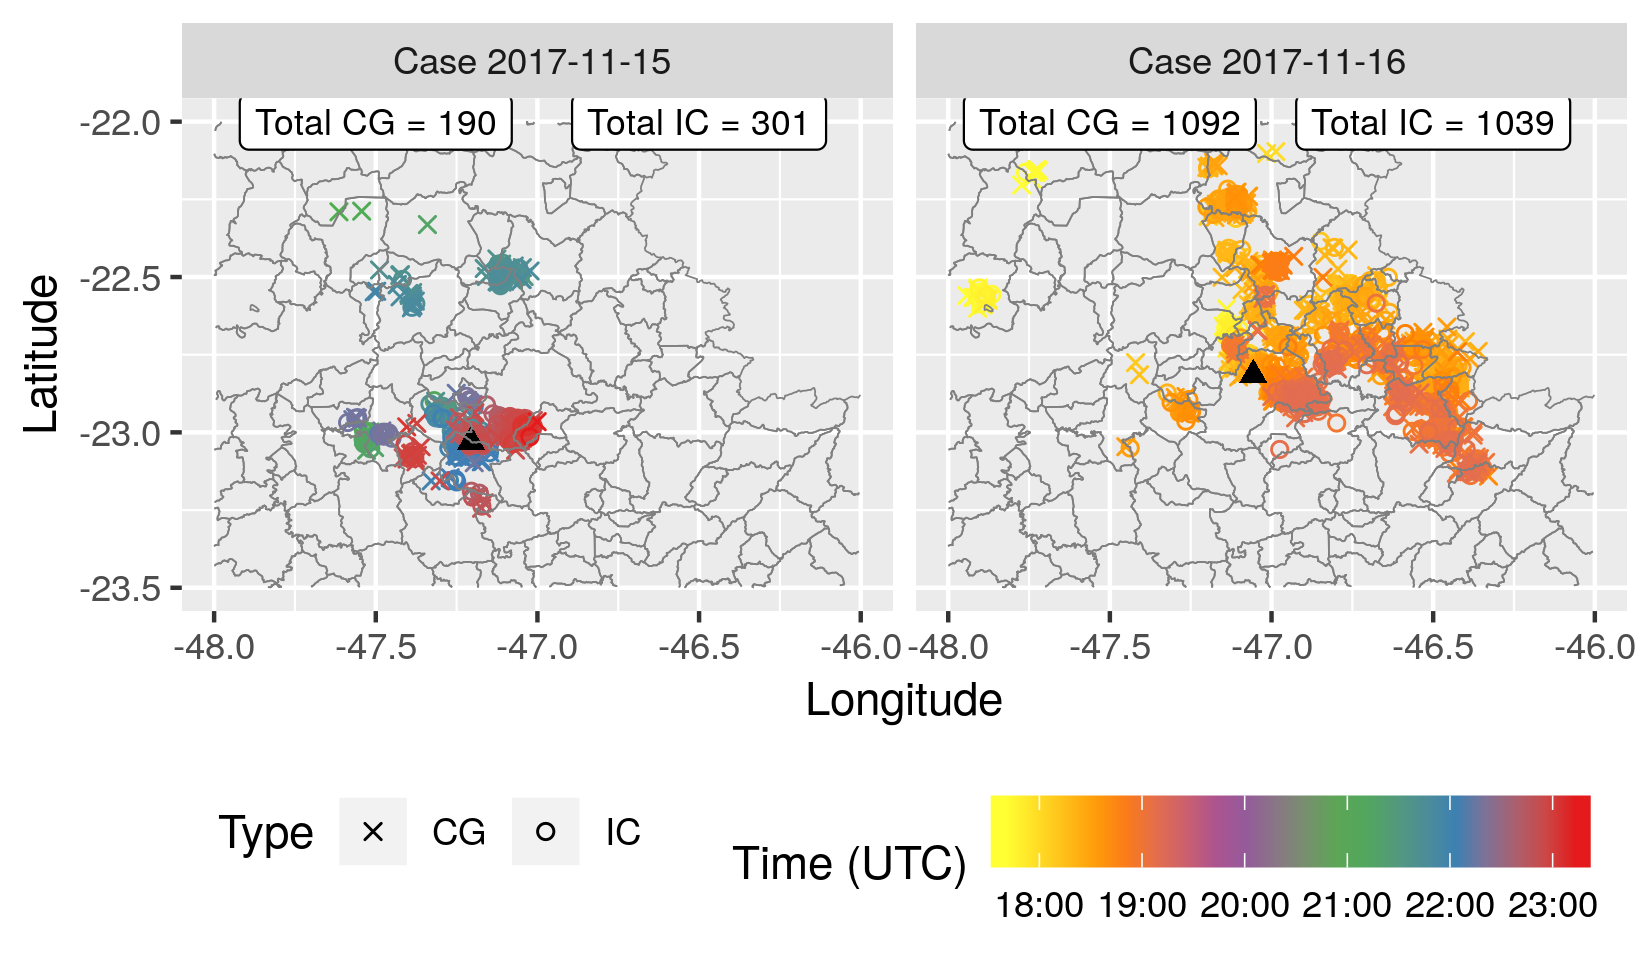 Case 2017-11-15
Case 2017-11-16
Total CG = 190
Total IC = 301
Total CG = 1092
Total IC = 1039
Latitude
-22.0
-22.5
-23.0
-23.5
-48.0 -47.5 -47.0 -46.5 -46.0
-48.0 -47.5 -47.0 -46.5 -46.0
Longitude
Type CG IC
Time (UTC)
18:00 19:00 20:00 21:00 22:00 23:00